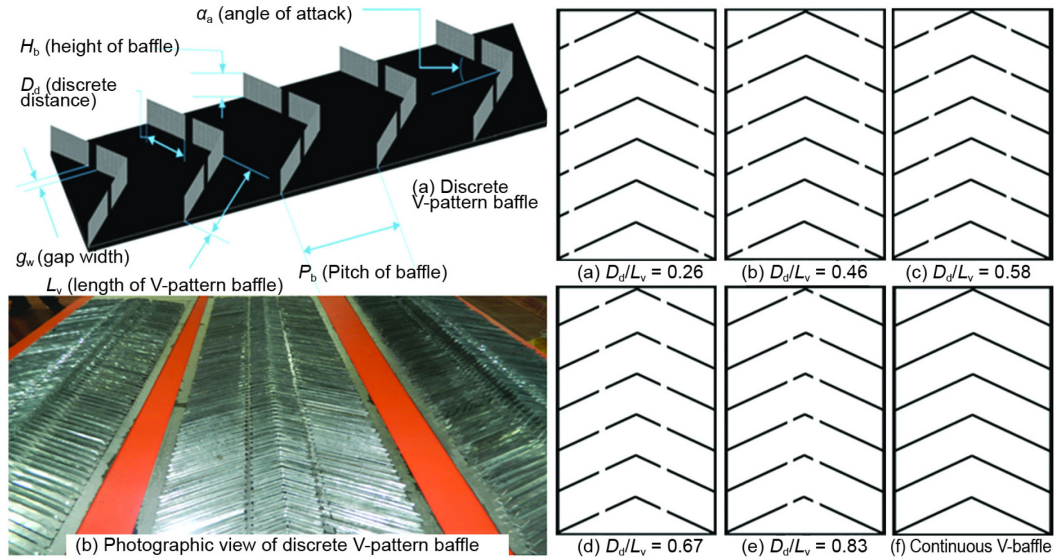 αa (angle of attack)
Hb (height of baffle)
Dd (discrete
distance)
(a) Discrete
V-pattern baffle
gw (gap width)
Pb (Pitch of baffle)
Lv (length of V-pattern baffle)
(b) Photographic view of discrete V-pattern baffle
(a) Dd/Lv = 0.26
(b) Dd/Lv = 0.46
(c) Dd/Lv = 0.58
(d) Dd/Lv = 0.67
(e) Dd/Lv = 0.83
(f) Continuous V-baffle